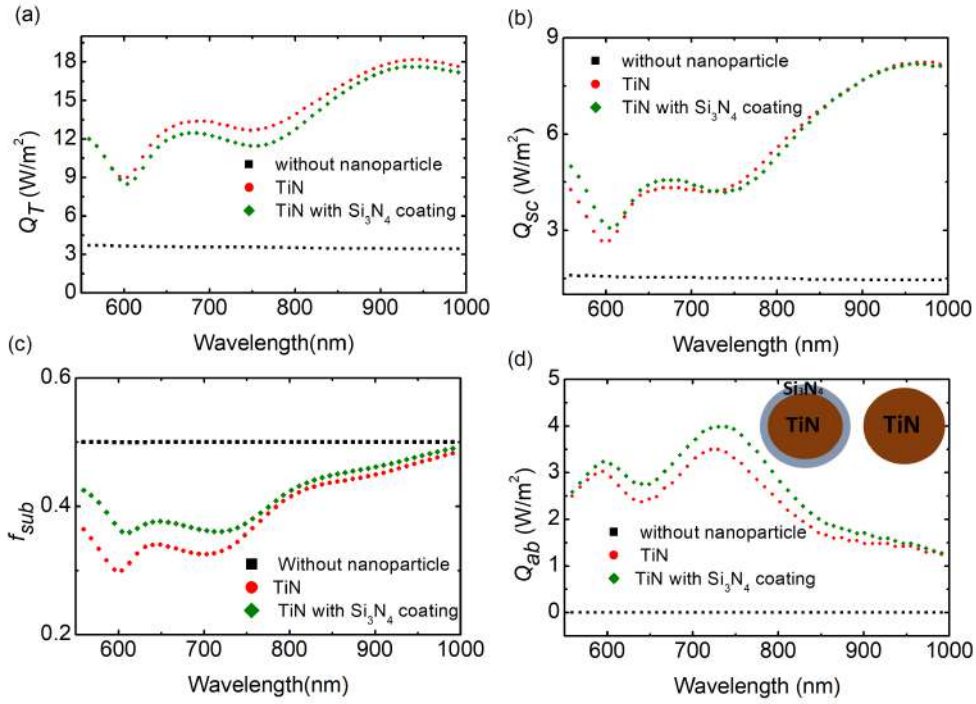 (a)
Q_T (W/m²)
18
15
12
9
6
3
0
without nanoparticle
TiN
TiN with Si₃N₄ coating
600 700 800 900 1000
Wavelength(nm)
(b)
Q_sc (W/m²)
9
6
3
without nanoparticle
TiN
TiN with Si₃N₄ coating
600 700 800 900 1000
Wavelength (nm)
(c)
f_sub
0.6
0.4
0.2
Without nanoparticle
TiN
TiN with Si₃N₄ coating
600 700 800 900 1000
Wavelength(nm)
(d)
Q_ab (W/m²)
5
4
3
2
1
0
Si₃N₄
TiN
TiN
without nanoparticle
TiN
TiN with Si₃N₄ coating
600 700 800 900 1000
Wavelength (nm)